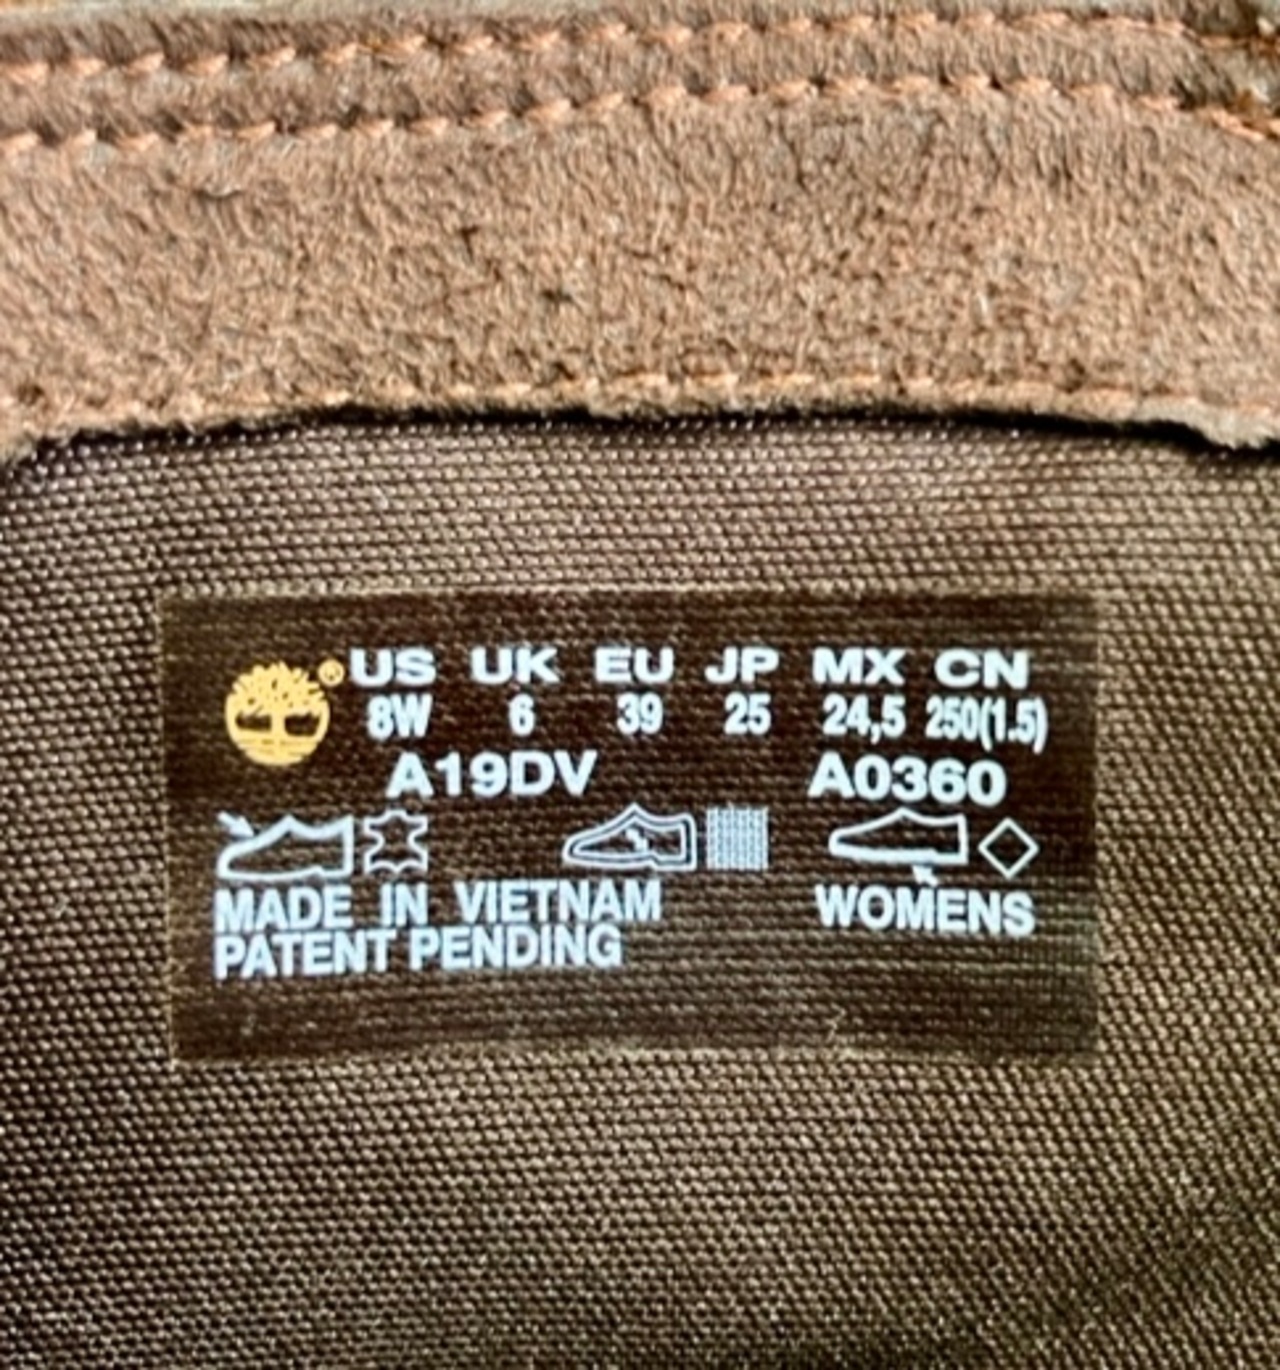 ® US UK EU JP MX CN
8W 6 39 25 24,5 250(1.5)
A19DV A0360
MADE IN VIETNAM WOMENS
PATENT PENDING